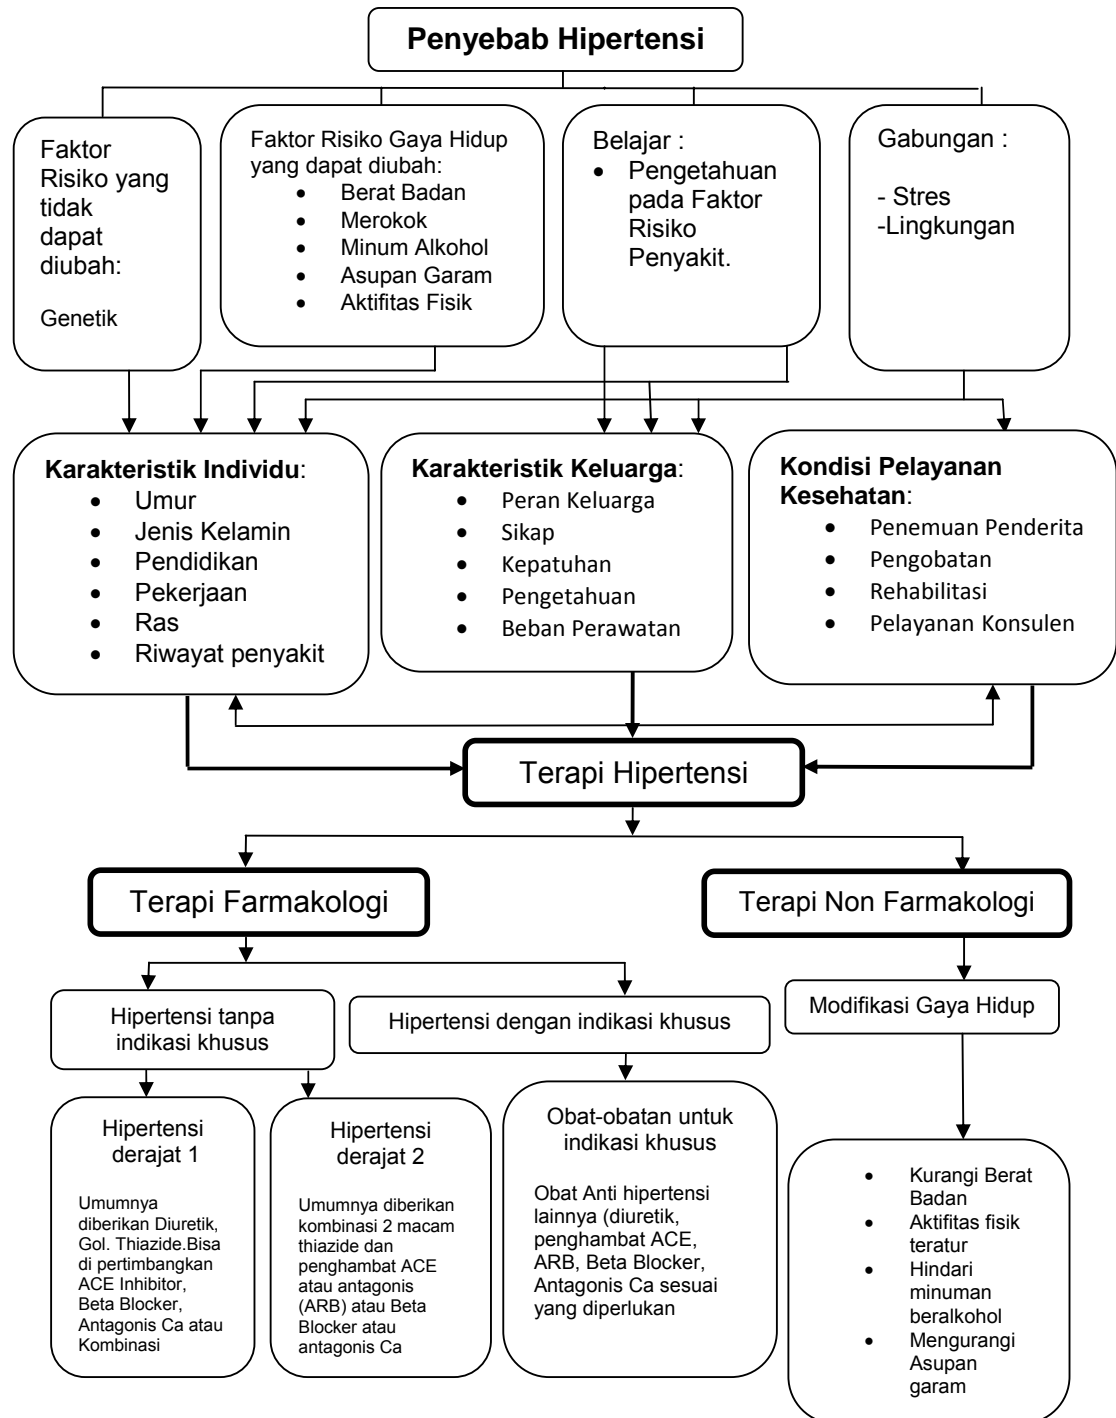 Penyebab Hipertensi
Faktor
Risiko yang
tidak
dapat
diubah:
Genetik
Faktor Risiko Gaya Hidup
yang dapat diubah:
• Berat Badan
• Merokok
• Minum Alkohol
• Asupan Garam
• Aktifitas Fisik
Belajar :
• Pengetahuan
pada Faktor
Risiko
Penyakit.
Gabungan :
- Stres
-Lingkungan
Karakteristik Individu:
• Umur
• Jenis Kelamin
• Pendidikan
• Pekerjaan
• Ras
• Riwayat penyakit
Karakteristik Keluarga:
• Peran Keluarga
• Sikap
• Kepatuhan
• Pengetahuan
• Beban Perawatan
Kondisi Pelayanan
Kesehatan:
• Penemuan Penderita
• Pengobatan
• Rehabilitasi
• Pelayanan Konsulen
Terapi Hipertensi
Terapi Farmakologi
Terapi Non Farmakologi
Hipertensi tanpa
indikasi khusus
Hipertensi dengan indikasi khusus
Modifikasi Gaya Hidup
Hipertensi
derajat 1
Umumnya
diberikan Diuretik,
Gol. Thiazide.Bisa
di pertimbangkan
ACE Inhibitor,
Beta Blocker,
Antagonis Ca atau
Kombinasi
Hipertensi
derajat 2
Umumnya diberikan
kombinasi 2 macam
thiazide dan
penghambat ACE
atau antagonis
(ARB) atau Beta
Blocker atau
antagonis Ca
Obat-obatan untuk
indikasi khusus
Obat Anti hipertensi
lainnya (diuretik,
penghambat ACE,
ARB, Beta Blocker,
Antagonis Ca sesuai
yang diperlukan
• Kurangi Berat
Badan
• Aktifitas fisik
teratur
• Hindari
minuman
beralkohol
• Mengurangi
Asupan
garam